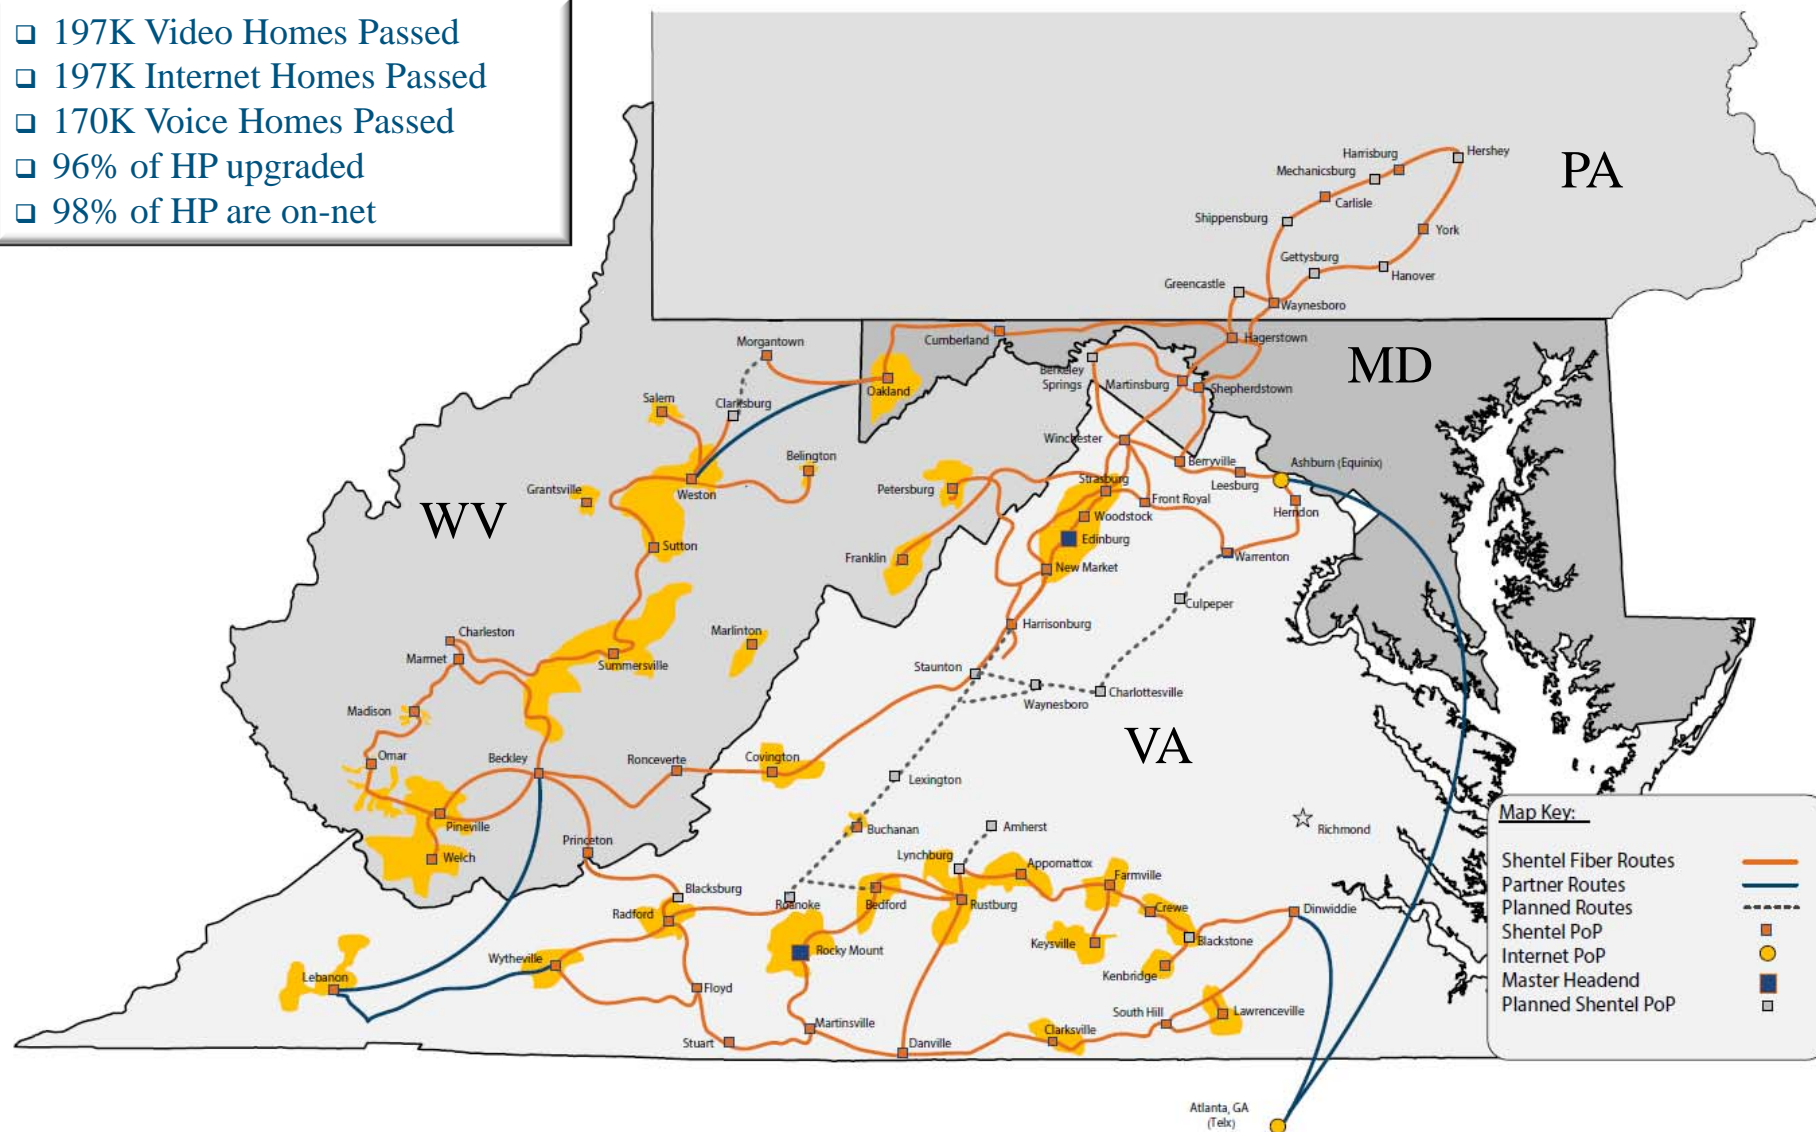 197K Video Homes Passed
197K Internet Homes Passed
170K Voice Homes Passed
96% of HP upgraded
98% of HP are on-net
Harrisburg
Hershey
Mechanicsburg
PA
Carlisle
Shippensburg
York
Gettysburg
Hanover
Greencastle
Waynesboro
Morgantown
Cumberland
Hagerstown
MD
Berkeley
Springs
Martinsburg
Shepherdstown
Oakland
Salem
Clarksburg
Winchester
Belington
Berryville
Ashburn (Equinix)
Leesburg
Grantsville
Weston
Petersburg
Strasburg
Front Royal
Herndon
WV
Woodstock
Edinburg
Sutton
Franklin
New Market
Warrenton
Culpeper
Charleston
Marmet
Marlinton
Harrisonburg
Summersville
Staunton
Charlottesville
Waynesboro
Madison
VA
Omar
Beckley
Ronceverte
Covington
Lexington
Pineville
Buchanan
Amherst
Richmond
Princeton
Welch
Lynchburg
Appomattox
Farmville
Blacksburg
Roanoke
Bedford
Rustburg
Crewe
Dinwiddie
Radford
Keysville
Blackstone
Rocky Mount
Wytheville
Kenbridge
Lebanon
Floyd
South Hill
Lawrenceville
Martinsville
Clarksville
Stuart
Danville
Atlanta, GA
(Telx)
Map Key:
Shentel Fiber Routes
Partner Routes
Planned Routes
Shentel PoP
Internet PoP
Master Headend
Planned Shentel PoP